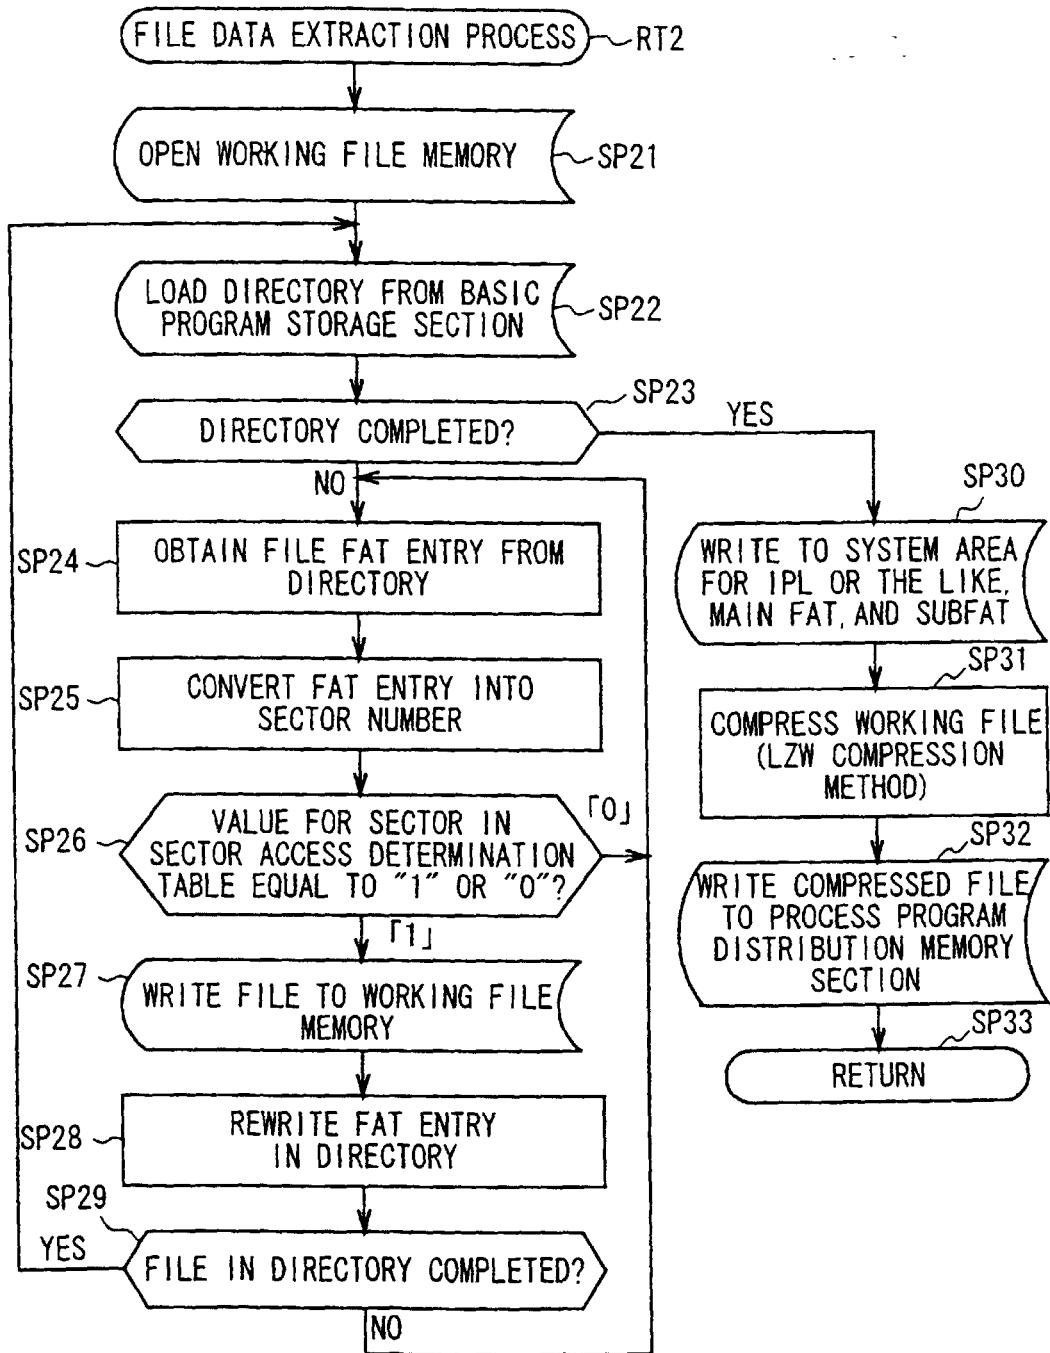 FILE DATA EXTRACTION PROCESS
RT2
OPEN WORKING FILE MEMORY
SP21
LOAD DIRECTORY FROM BASIC
PROGRAM STORAGE SECTION
SP22
DIRECTORY COMPLETED?
SP23
YES
NO
SP24
OBTAIN FILE FAT ENTRY FROM
DIRECTORY
SP25
CONVERT FAT ENTRY INTO
SECTOR NUMBER
SP26
VALUE FOR SECTOR IN
SECTOR ACCESS DETERMINATION
TABLE EQUAL TO "1" OR "0"?
「0」
「1」
SP27
WRITE FILE TO WORKING FILE
MEMORY
SP28
REWRITE FAT ENTRY
IN DIRECTORY
SP29
YES
FILE IN DIRECTORY COMPLETED?
NO
SP30
WRITE TO SYSTEM AREA
FOR IPL OR THE LIKE,
MAIN FAT, AND SUBFAT
SP31
COMPRESS WORKING FILE
(LZW COMPRESSION
METHOD)
SP32
WRITE COMPRESSED FILE
TO PROCESS PROGRAM
DISTRIBUTION MEMORY
SECTION
SP33
RETURN